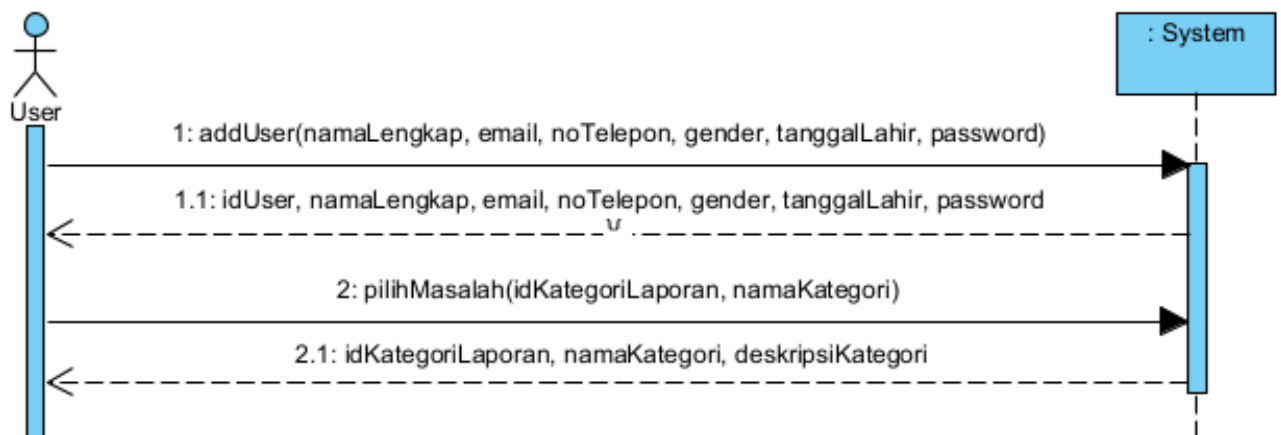 : System
User
1: addUser(namaLengkap, email, noTelepon, gender, tanggalLahir, password)
1.1: idUser, namaLengkap, email, noTelepon, gender, tanggalLahir, password
2: pilihMasalah(idKategoriLaporan, namaKategori)
2.1: idKategoriLaporan, namaKategori, deskripsiKategori